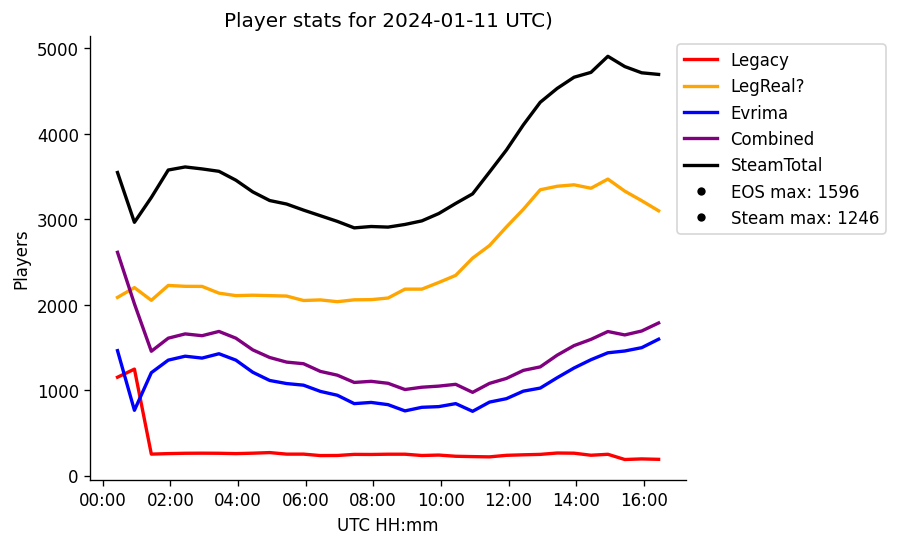 Player stats for 2024-01-11 UTC)
5000
4000
3000
2000
1000
0
Players
00:00 02:00 04:00 06:00 08:00 10:00 12:00 14:00 16:00
UTC HH:mm
Legacy
LegReal?
Evrima
Combined
SteamTotal
EOS max: 1596
Steam max: 1246